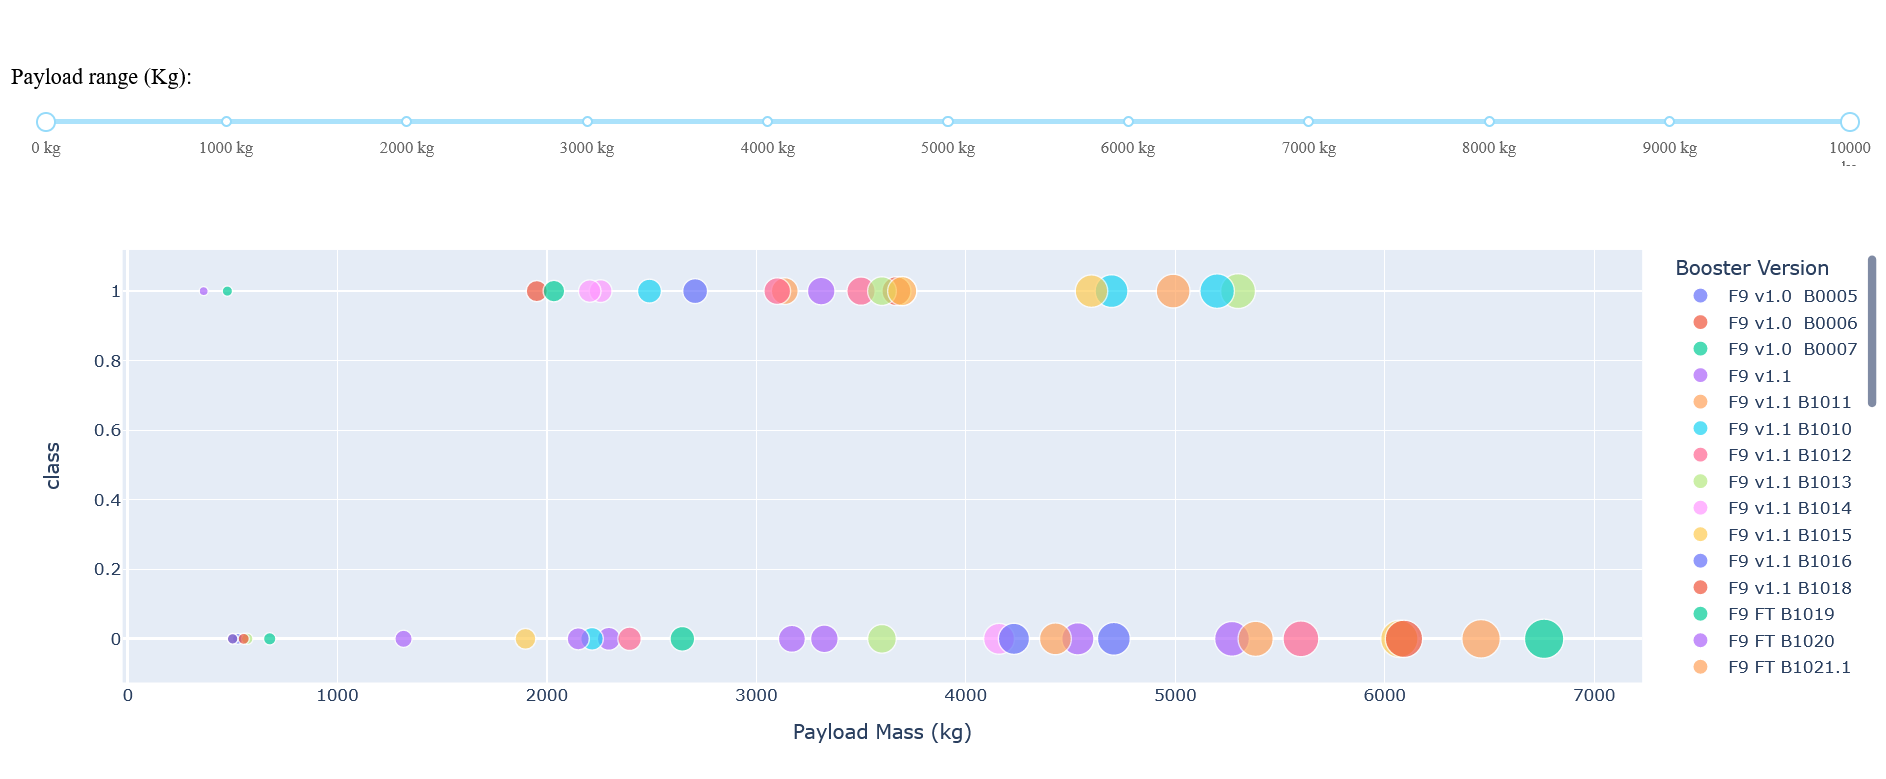 Payload range (Kg):
0 kg 1000 kg 2000 kg 3000 kg 4000 kg 5000 kg 6000 kg 7000 kg 8000 kg 9000 kg 10000
Booster Version
F9 v1.0  B0005
F9 v1.0  B0006
F9 v1.0  B0007
F9 v1.1
F9 v1.1 B1011
F9 v1.1 B1010
F9 v1.1 B1012
F9 v1.1 B1013
F9 v1.1 B1014
F9 v1.1 B1015
F9 v1.1 B1016
F9 v1.1 B1018
F9 FT B1019
F9 FT B1020
F9 FT B1021.1
1
0.8
0.6
0.4
0.2
0
class
0 1000 2000 3000 4000 5000 6000 7000
Payload Mass (kg)